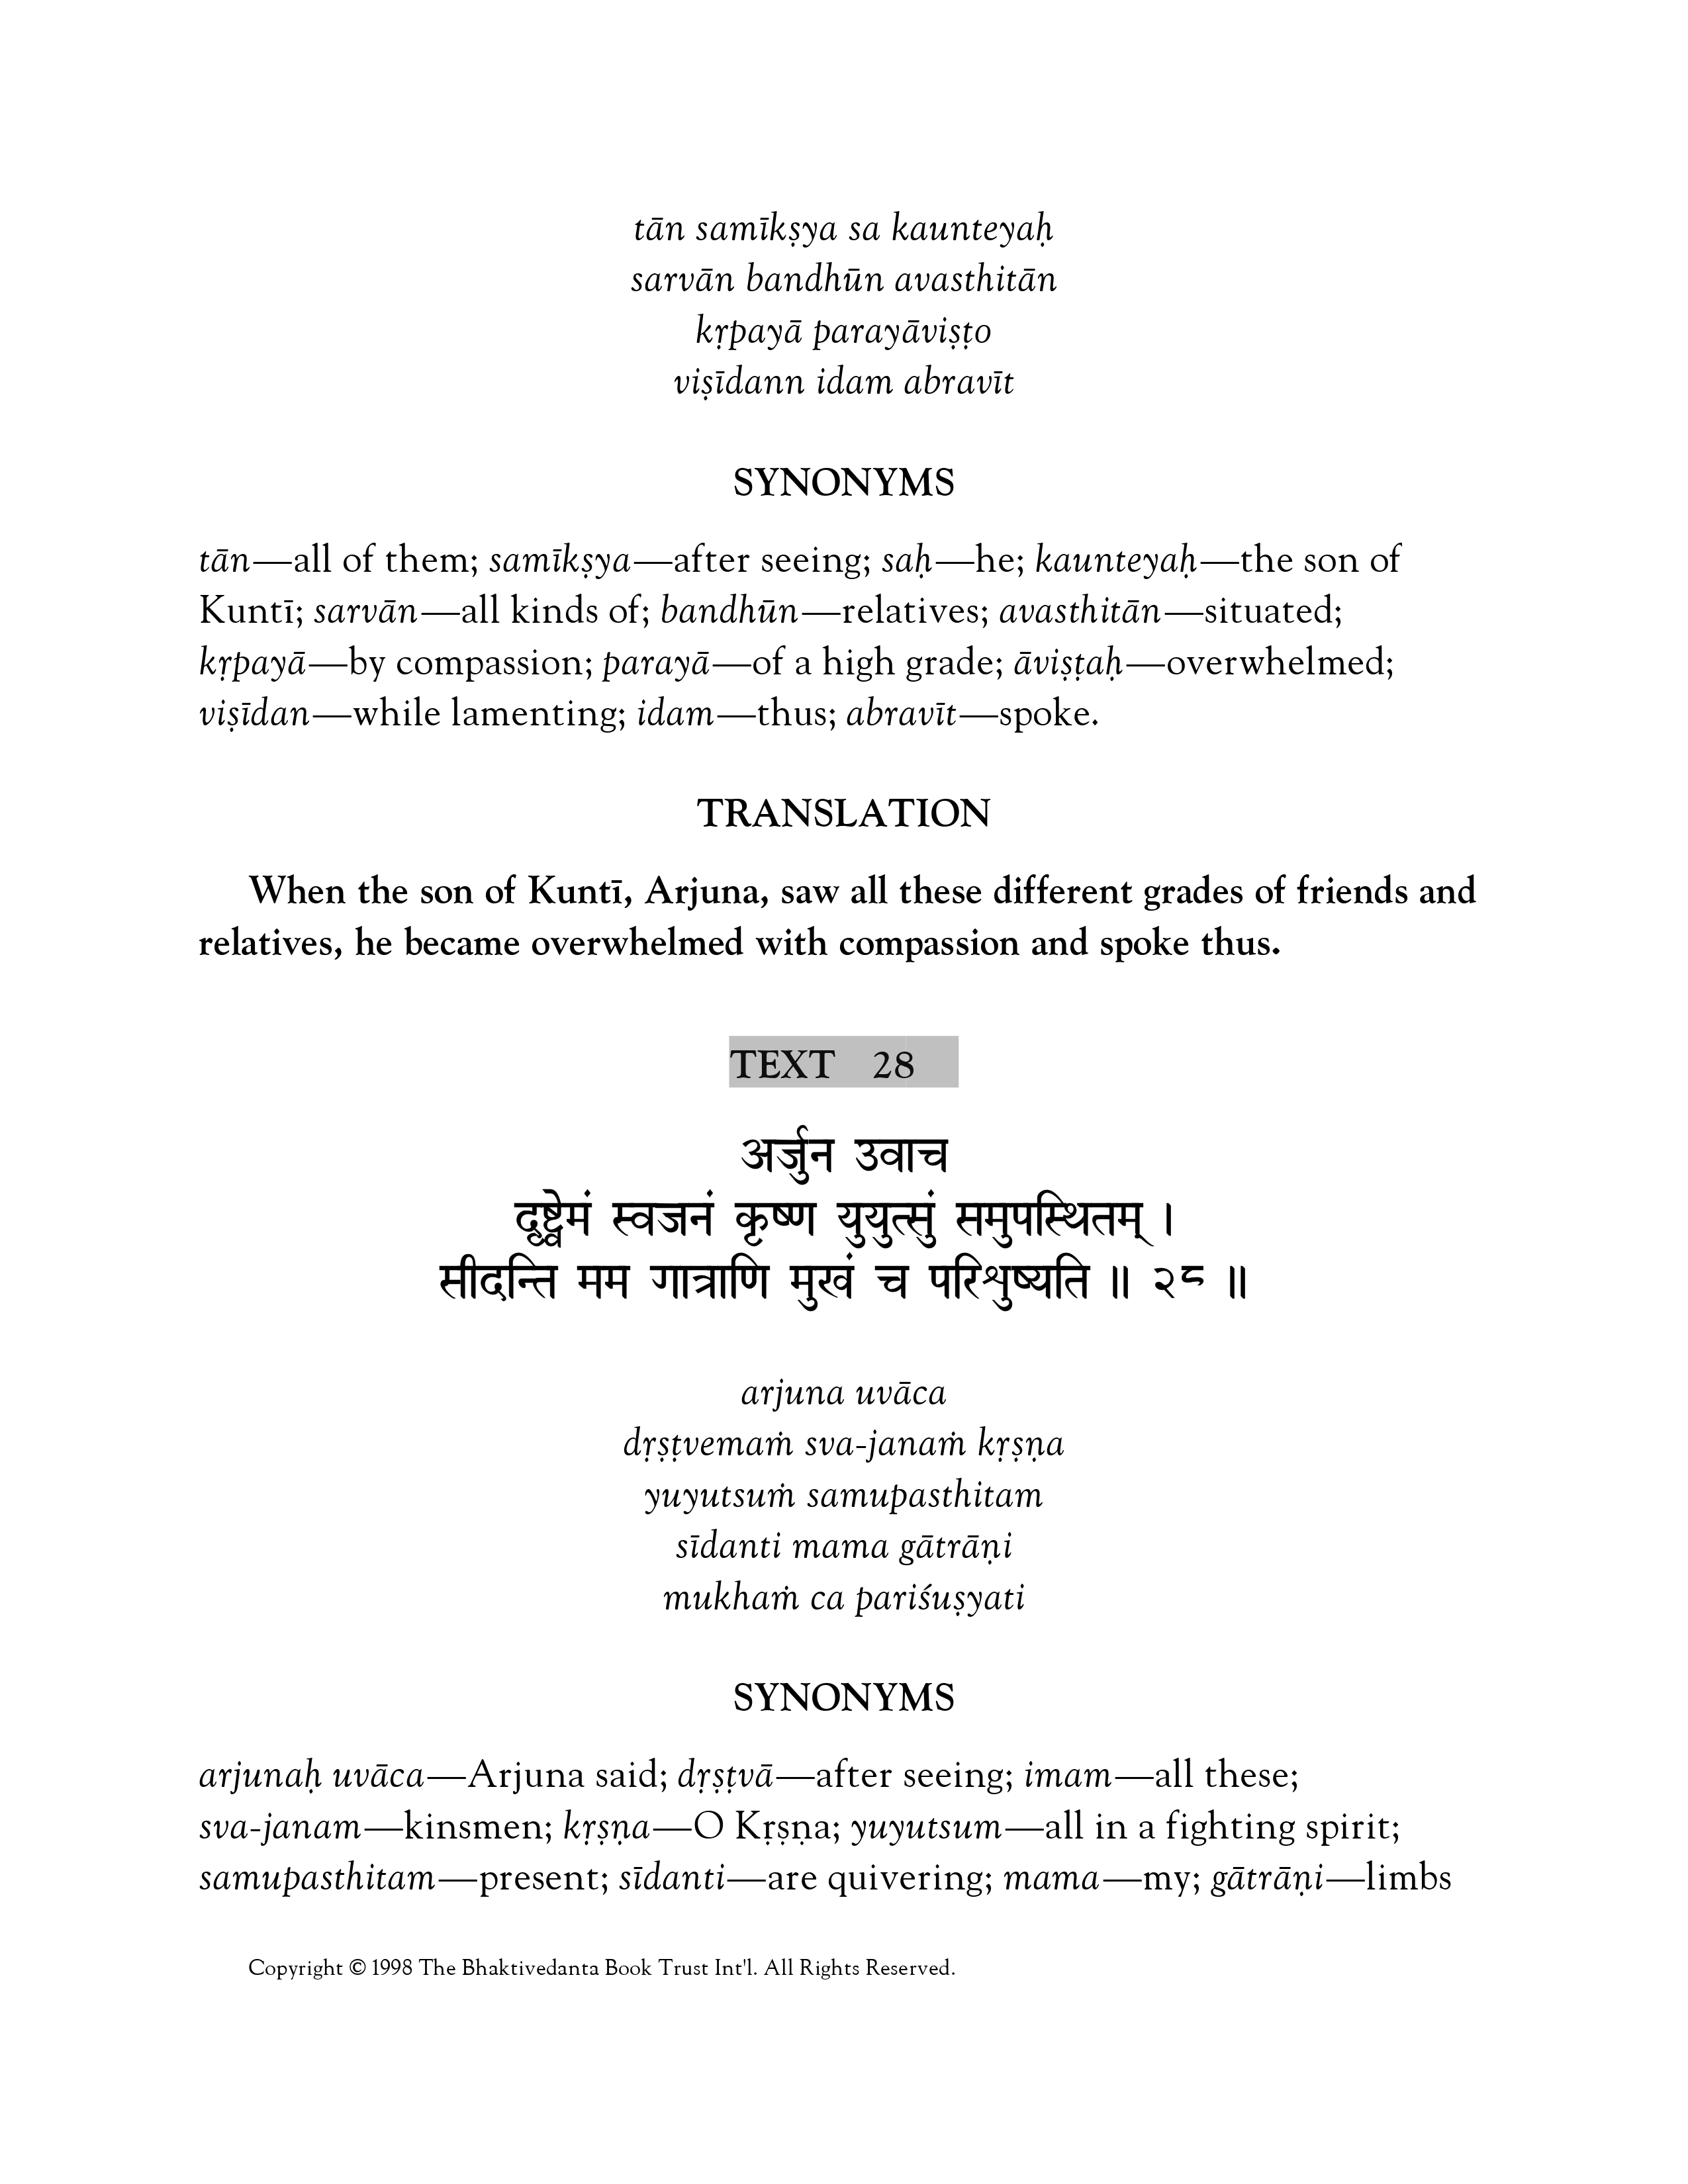 tān samīkṣya sa kaunteyaḥ
sarvān bandhūn avasthitān
kṛpayā parayāviṣṭo
viṣīdann idam abravīt
SYNONYMS
tān—all of them; samīkṣya—after seeing; saḥ—he; kaunteyaḥ—the son of
Kuntī; sarvān—all kinds of; bandhūn—relatives; avasthitān—situated;
kṛpayā—by compassion; parayā—of a high grade; āviṣṭaḥ—overwhelmed;
viṣīdan—while lamenting; idam—thus; abravīt—spoke.
TRANSLATION
When the son of Kuntī, Arjuna, saw all these different grades of friends and
relatives, he became overwhelmed with compassion and spoke thus.
TEXT 28
अर्जुन उवाच
दृष्ट्वेमं स्वजनं कृष्ण युयुत्सुं समुपस्थितम् ।
सीदन्ति मम गात्राणि मुखं च परिशुष्यति ॥ २८ ॥
arjuna uvāca
dṛṣṭvemaṁ sva-janaṁ kṛṣṇa
yuyutsuṁ samupasthitam
sīdanti mama gātrāṇi
mukhaṁ ca pariśuṣyati
SYNONYMS
arjunaḥ uvāca—Arjuna said; dṛṣṭvā—after seeing; imam—all these;
sva-janam—kinsmen; kṛṣṇa—O Kṛṣṇa; yuyutsum—all in a fighting spirit;
samupasthitam—present; sīdanti—are quivering; mama—my; gātrāṇi—limbs
Copyright © 1998 The Bhaktivedanta Book Trust Int'l. All Rights Reserved.